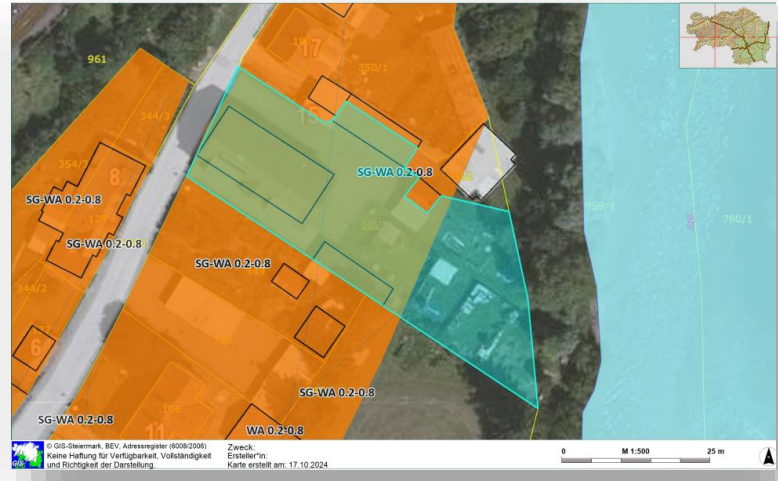 961
17
350/1
15
344/3
SG-WA 0.2-0.8
354/3
8
SG-WA 0.2-0.8
SG-WA 0.2-0.8
959/1
760/1
SG-WA 0.2-0.8
344/2
6
SG-WA 0.2-0.8
SG-WA 0.2-0.8
11
WA 0.2-0.8
© GIS-Steiermark, BEV, Adressregister (6008/2006)
Keine Haftung für Verfügbarkeit, Vollständigkeit
und Richtigkeit der Darstellung.
Zweck:
Ersteller*in:
Karte erstellt am: 17.10.2024
0 M 1:500 25 m
GIS